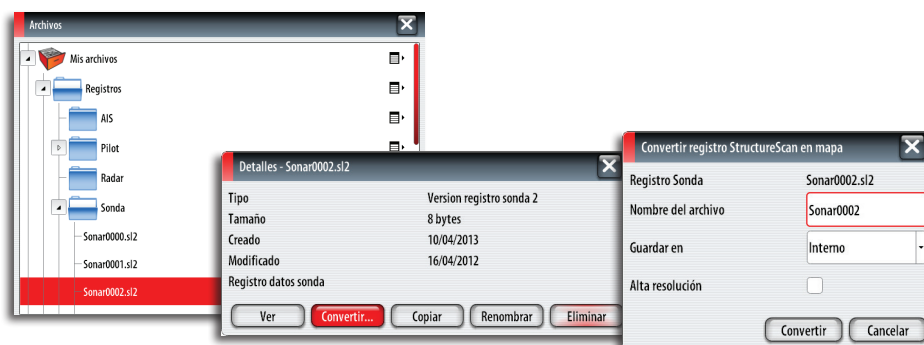 Archivos
Mis archivos
Registros
AIS
Pilot
Radar
Sonda
Sonar0000.sl2
Sonar0001.sl2
Sonar0002.sl2
Detalles - Sonar0002.sl2
Tipo Version registro sonda 2
Tamaño 8 bytes
Creado 10/04/2013
Modificado 16/04/2012
Registro datos sonda
Ver Convertir... Copiar Renombrar Eliminar
Convertir registro StructureScan en mapa
Registro Sonda Sonar0002.sl2
Nombre del archivo Sonar0002
Guardar en Interno
Alta resolución
Convertir Cancelar